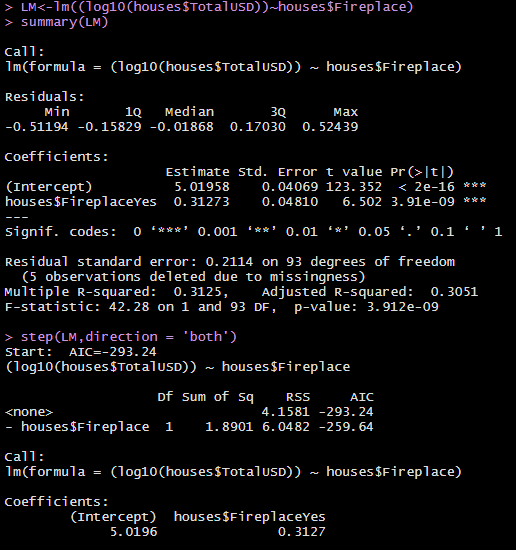 > LM<-lm((log10(houses$TotalUSD))~houses$Fireplace)
> summary(LM)

Call:
lm(formula = (log10(houses$TotalUSD)) ~ houses$Fireplace)

Residuals:
     Min       1Q   Median       3Q      Max
-0.51194 -0.15829 -0.01868  0.17030  0.52439

Coefficients:
                    Estimate Std. Error t value Pr(>|t|)
(Intercept)          5.01958    0.04069 123.352  < 2e-16 ***
houses$FireplaceYes  0.31273    0.04810   6.502 3.91e-09 ***
---
Signif. codes:  0 ‘***’ 0.001 ‘**’ 0.01 ‘*’ 0.05 ‘.’ 0.1 ‘ ’ 1

Residual standard error: 0.2114 on 93 degrees of freedom
  (5 observations deleted due to missingness)
Multiple R-squared:  0.3125,	Adjusted R-squared:  0.3051
F-statistic: 42.28 on 1 and 93 DF,  p-value: 3.912e-09

> step(LM,direction = 'both')
Start:  AIC=-293.24
(log10(houses$TotalUSD)) ~ houses$Fireplace

                   Df Sum of Sq    RSS     AIC
<none>                          4.1581 -293.24
- houses$Fireplace  1    1.8901 6.0482 -259.64

Call:
lm(formula = (log10(houses$TotalUSD)) ~ houses$Fireplace)

Coefficients:
        (Intercept)  houses$FireplaceYes
             5.0196               0.3127